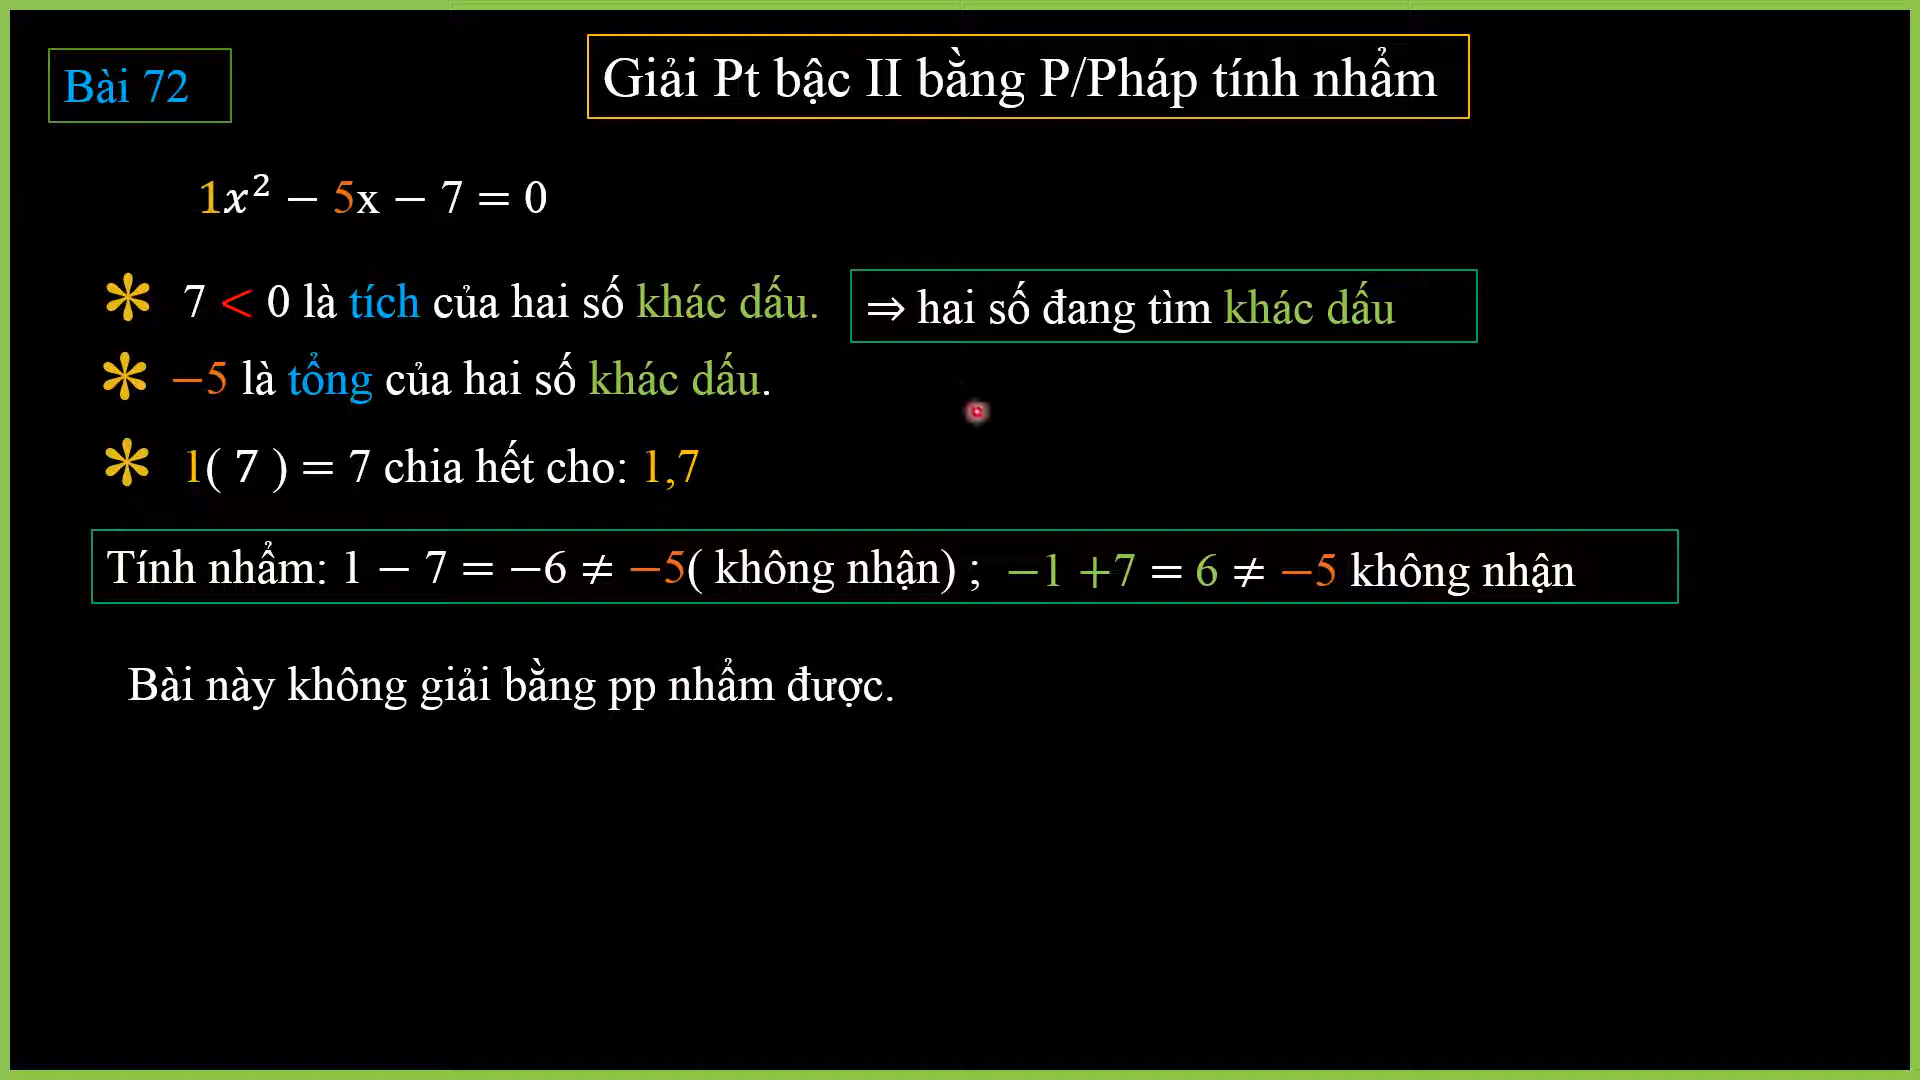 Bài 72
Giải Pt bậc II bằng P/Pháp tính nhẩm
1x² − 5x − 7 = 0
* 7 < 0 là tích của hai số khác dấu.
⇒ hai số đang tìm khác dấu
* −5 là tổng của hai số khác dấu.
* 1( 7 ) = 7 chia hết cho: 1,7
Tính nhẩm: 1 − 7 = −6 ≠ −5( không nhận) ; −1 +7 = 6 ≠ −5 không nhận
Bài này không giải bằng pp nhẩm được.